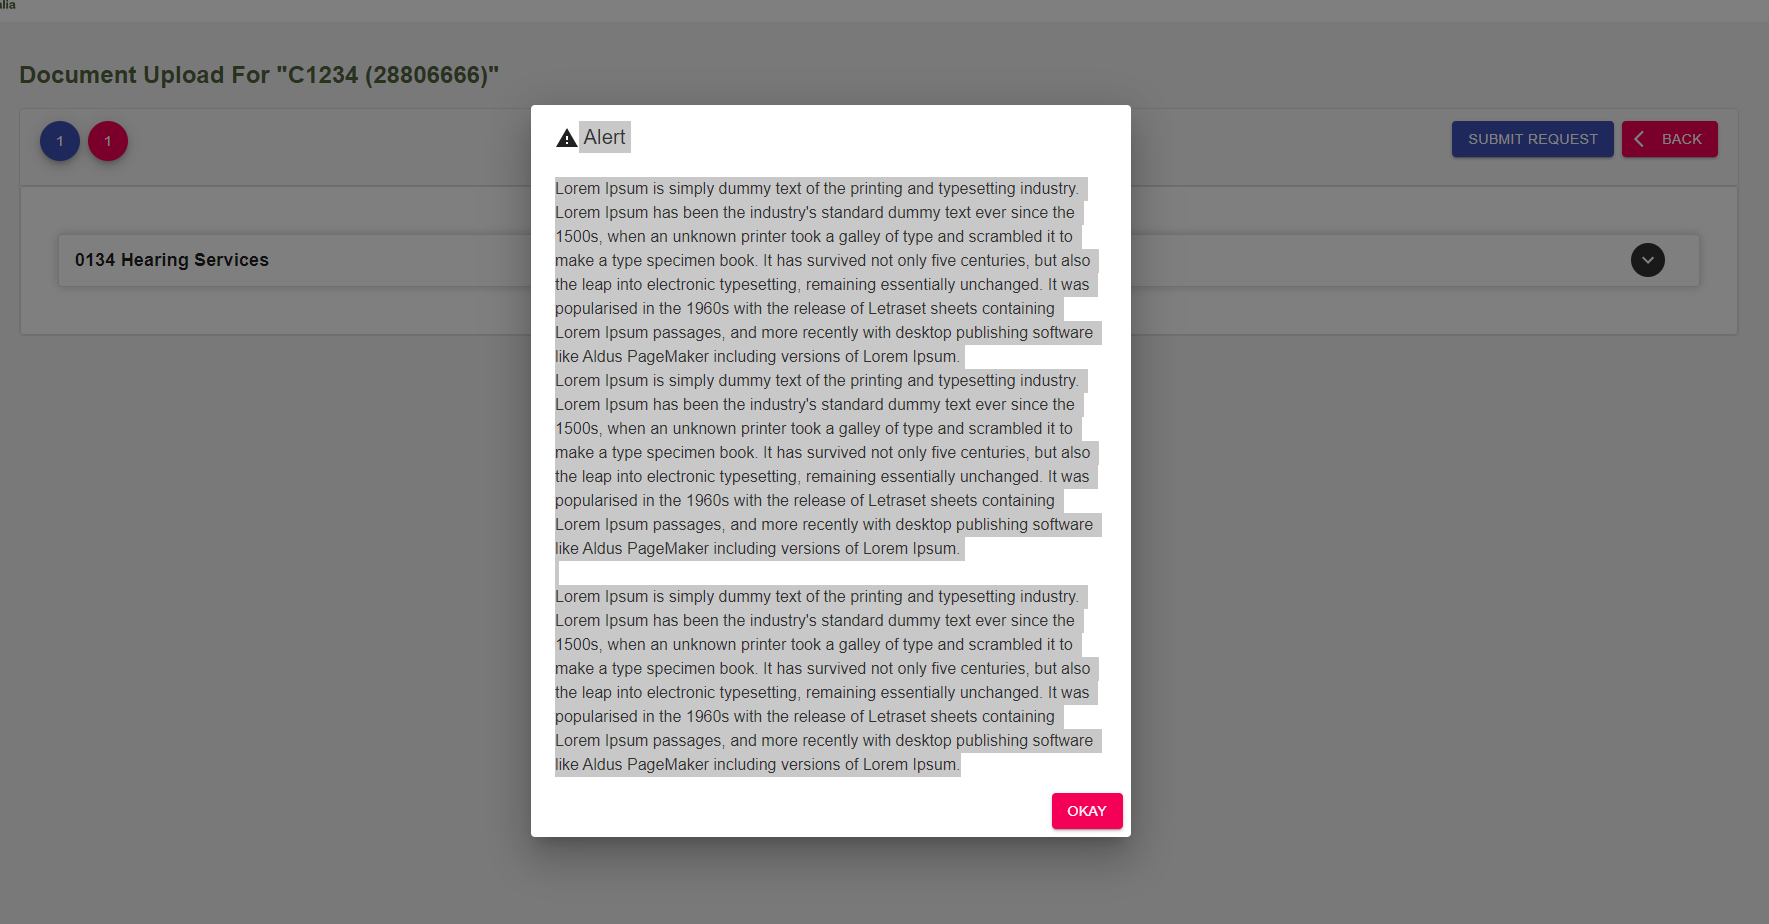 Document Upload For "C1234 (28806666)"
1 1
SUBMIT REQUEST
BACK
0134 Hearing Services
Alert
Lorem Ipsum is simply dummy text of the printing and typesetting industry.
Lorem Ipsum has been the industry's standard dummy text ever since the
1500s, when an unknown printer took a galley of type and scrambled it to
make a type specimen book. It has survived not only five centuries, but also
the leap into electronic typesetting, remaining essentially unchanged. It was
popularised in the 1960s with the release of Letraset sheets containing
Lorem Ipsum passages, and more recently with desktop publishing software
like Aldus PageMaker including versions of Lorem Ipsum.
Lorem Ipsum is simply dummy text of the printing and typesetting industry.
Lorem Ipsum has been the industry's standard dummy text ever since the
1500s, when an unknown printer took a galley of type and scrambled it to
make a type specimen book. It has survived not only five centuries, but also
the leap into electronic typesetting, remaining essentially unchanged. It was
popularised in the 1960s with the release of Letraset sheets containing
Lorem Ipsum passages, and more recently with desktop publishing software
like Aldus PageMaker including versions of Lorem Ipsum.
Lorem Ipsum is simply dummy text of the printing and typesetting industry.
Lorem Ipsum has been the industry's standard dummy text ever since the
1500s, when an unknown printer took a galley of type and scrambled it to
make a type specimen book. It has survived not only five centuries, but also
the leap into electronic typesetting, remaining essentially unchanged. It was
popularised in the 1960s with the release of Letraset sheets containing
Lorem Ipsum passages, and more recently with desktop publishing software
like Aldus PageMaker including versions of Lorem Ipsum.
OKAY